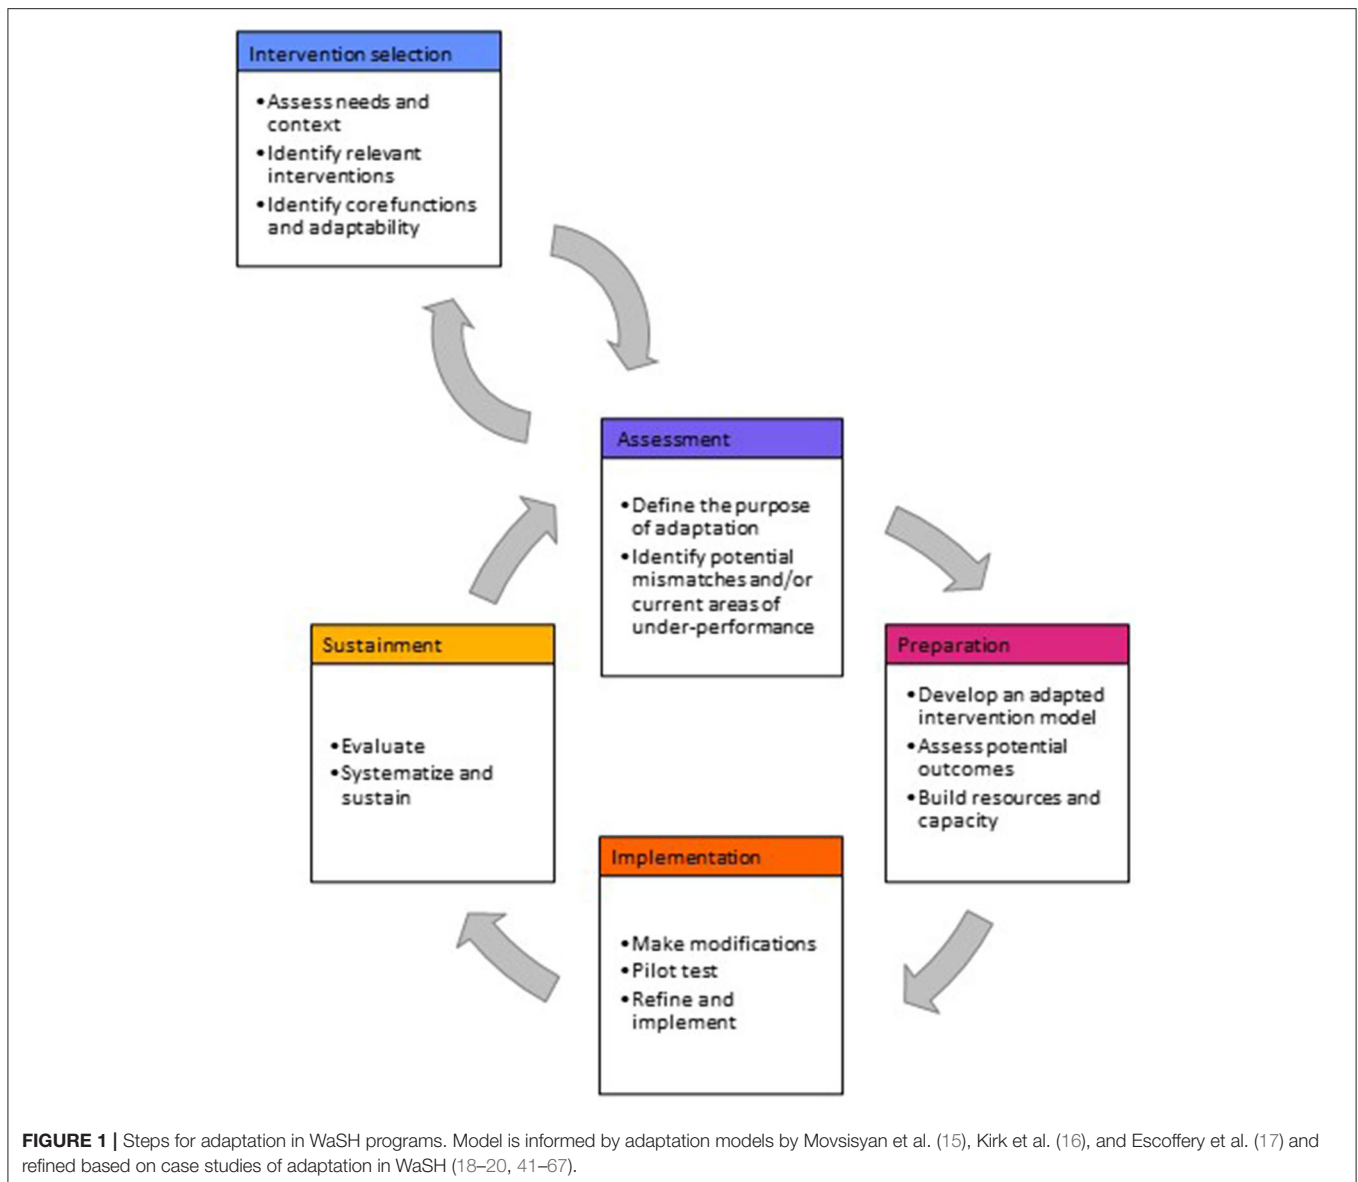 Intervention selection
•Assess needs and
context
•Identify relevant
interventions
•Identify core functions
and adaptability
Assessment
•Define the purpose
of adaptation
•Identify potential
mismatches and/or
current areas of
under-performance
Preparation
•Develop an adapted
intervention model
•Assess potential
outcomes
•Build resources and
capacity
Implementation
•Make modifications
•Pilot test
•Refine and
implement
Sustainment
•Evaluate
•Systematize and
sustain
FIGURE 1 | Steps for adaptation in WaSH programs. Model is informed by adaptation models by Movsisyan et al. (15), Kirk et al. (16), and Escoffery et al. (17) and
refined based on case studies of adaptation in WaSH (18–20, 41–67).